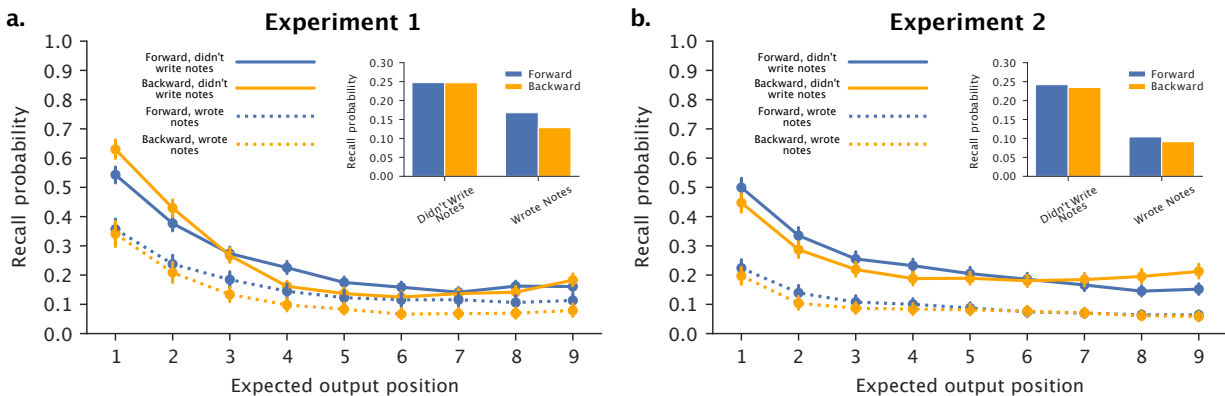 a.
Experiment 1
Recall probability
1.0
0.9
0.8
0.7
0.6
0.5
0.4
0.3
0.2
0.1
0.0
Forward, didn't
write notes
Backward, didn't
write notes
Forward, wrote
notes
Backward, wrote
notes
Recall probability
0.30
0.25
0.20
0.15
0.10
0.05
0.00
Forward
Backward
Didn't Write
Notes
Wrote Notes
1 2 3 4 5 6 7 8 9
Expected output position
b.
Experiment 2
Recall probability
1.0
0.9
0.8
0.7
0.6
0.5
0.4
0.3
0.2
0.1
0.0
Forward, didn't
write notes
Backward, didn't
write notes
Forward, wrote
notes
Backward, wrote
notes
Recall probability
0.30
0.25
0.20
0.15
0.10
0.05
0.00
Forward
Backward
Didn't Write
Notes
Wrote Notes
1 2 3 4 5 6 7 8 9
Expected output position